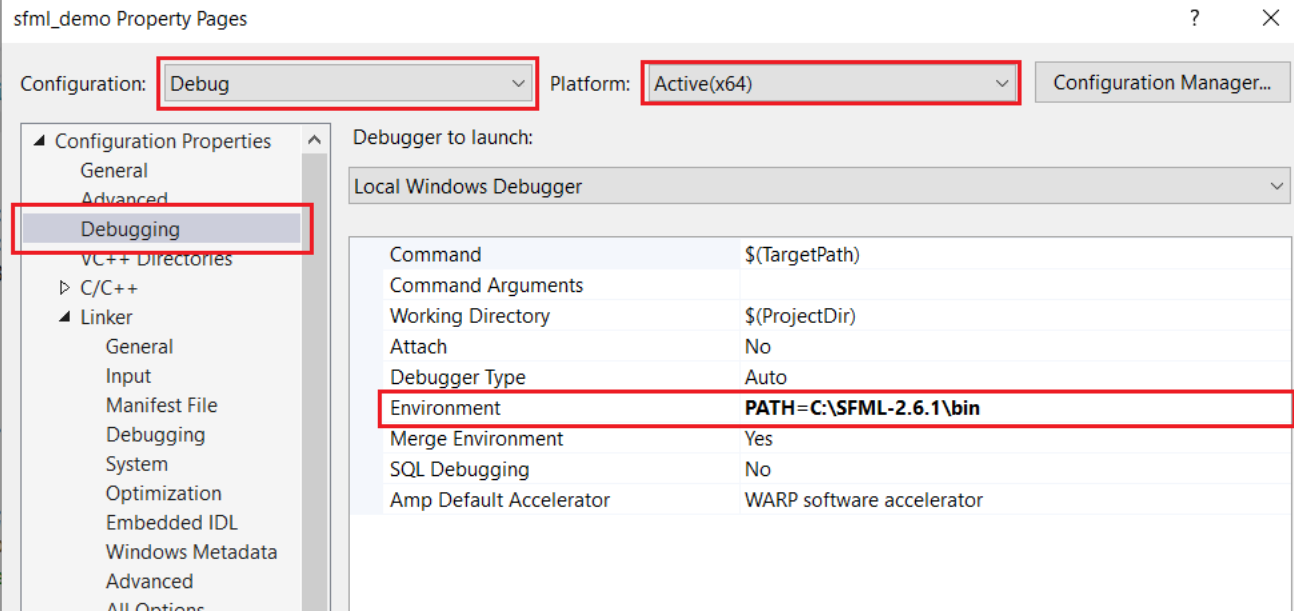 sfml_demo Property Pages ?
Configuration: Debug Platform: Active(x64) Configuration Manager...
Configuration Properties
General
Advanced
Debugging
VC++ Directories
C/C++
Linker
General
Input
Manifest File
Debugging
System
Optimization
Embedded IDL
Windows Metadata
Advanced
All Options
Debugger to launch:
Local Windows Debugger
Command $(TargetPath)
Command Arguments
Working Directory $(ProjectDir)
Attach No
Debugger Type Auto
Environment PATH=C:\SFML-2.6.1\bin
Merge Environment Yes
SQL Debugging No
Amp Default Accelerator WARP software accelerator